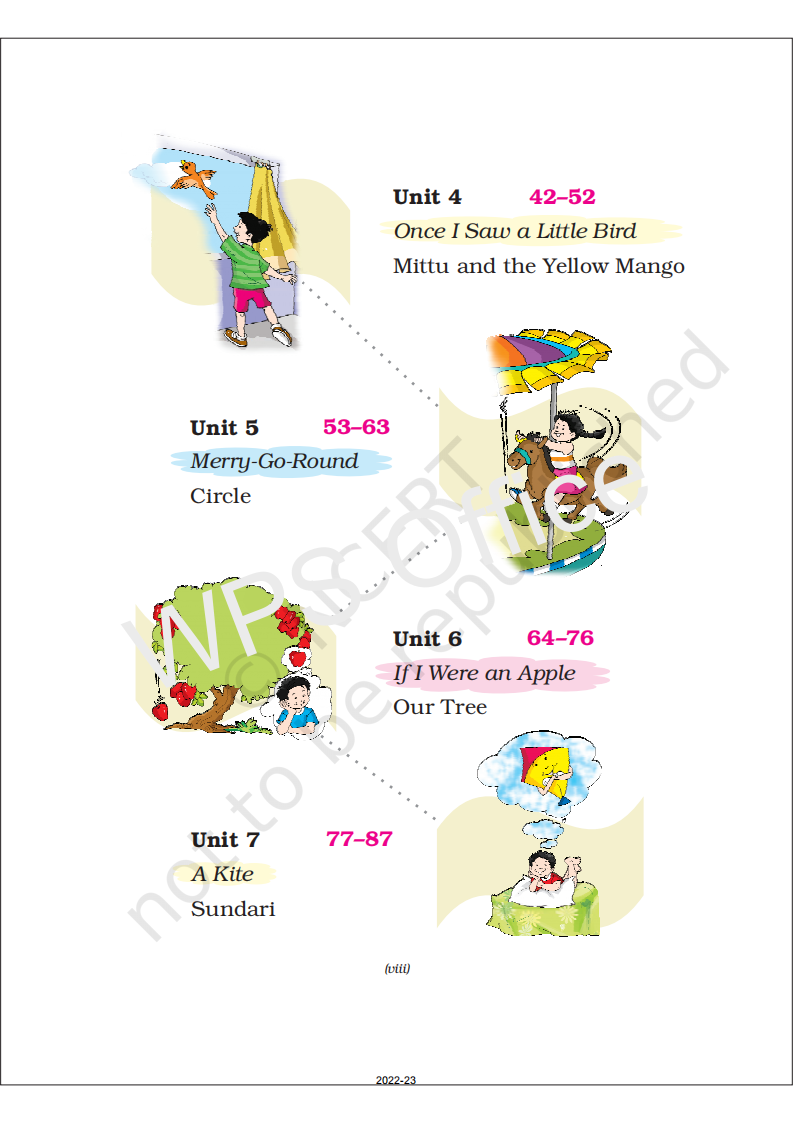 Unit 4 42–52
Once I Saw a Little Bird
Mittu and the Yellow Mango
Unit 5 53–63
Merry-Go-Round
Circle
Unit 6 64–76
If I Were an Apple
Our Tree
Unit 7 77–87
A Kite
Sundari
(viii)
2022-23
© NCERT
not to be republished
WPS Office